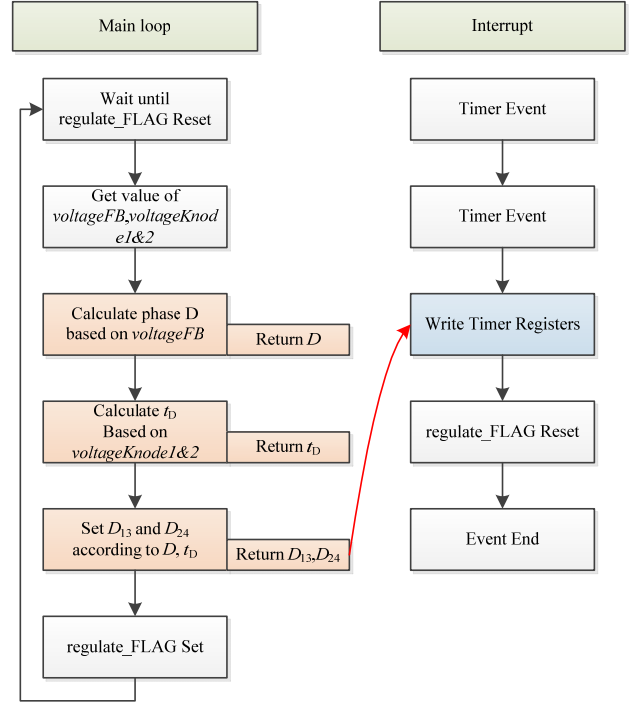 Main loop
Wait until
regulate_FLAG Reset
Get value of
voltageFB,voltageKnod
e1&2
Calculate phase D
based on voltageFB
Return D
Calculate tD
Based on
voltageKnode1&2
Return tD
Set D13 and D24
according to D, tD
Return D13,D24
regulate_FLAG Set
Interrupt
Timer Event
Timer Event
Write Timer Registers
regulate_FLAG Reset
Event End